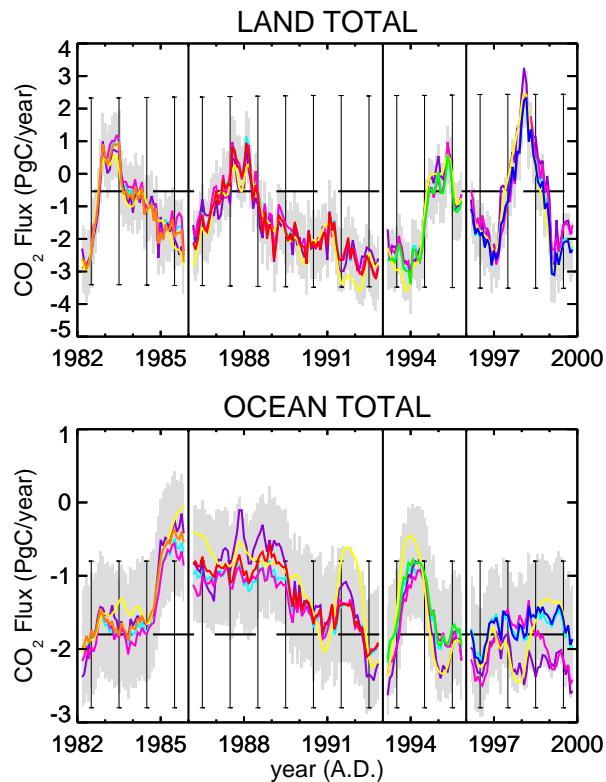 LAND TOTAL
CO2 Flux (PgC/year)
4
3
2
1
0
-1
-2
-3
-4
-5
1982 1985 1988 1991 1994 1997 2000
OCEAN TOTAL
CO2 Flux (PgC/year)
1
0
-1
-2
-3
1982 1985 1988 1991 1994 1997 2000
year (A.D.)